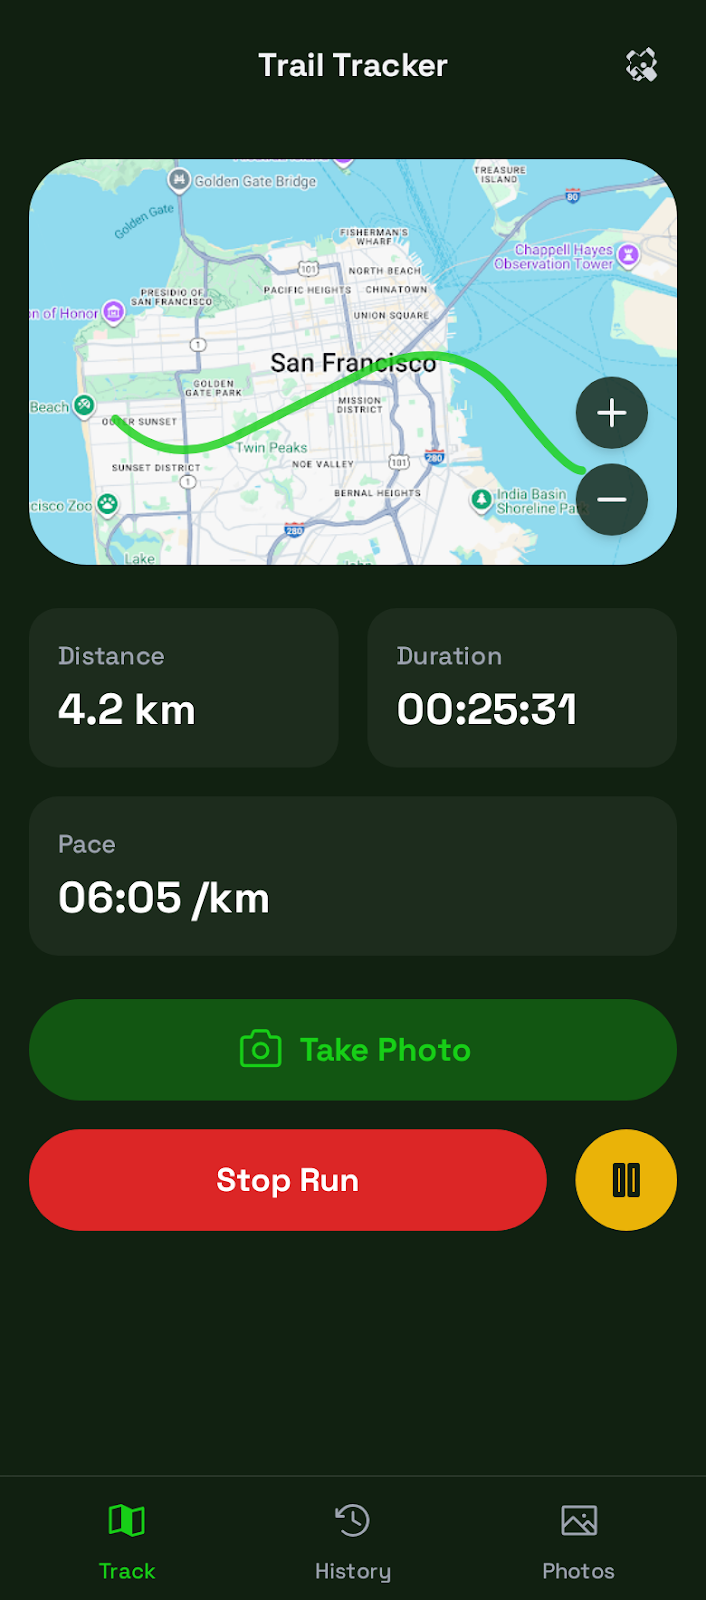 Trail Tracker
TREASURE
ISLAND
Golden Gate Bridge
80
Golden Gate
FISHERMAN'S
WHARF
Chappell Hayes
Observation Tower
101
NORTH BEACH
PRESIDIO OF
SAN FRANCISCO
PACIFIC HEIGHTS
CHINATOWN
on of Honor
UNION SQUARE
1
San Francisco
GOLDEN
GATE PARK
Beach
MISSION
DISTRICT
OUTER SUNSET
Twin Peaks
SUNSET DISTRICT
NOE VALLEY
101
280
1
BERNAL HEIGHTS
cisco Zoo
India Basin
Shoreline Park
280
Lake
Distance
4.2 km
Duration
00:25:31
Pace
06:05 /km
Take Photo
Stop Run
Track
History
Photos